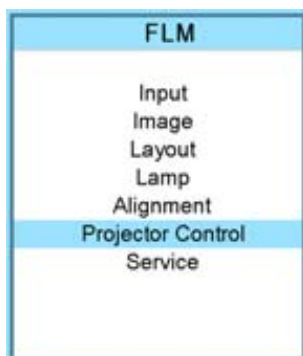 FLM
Input
Image
Layout
Lamp
Alignment
Projector Control
Service